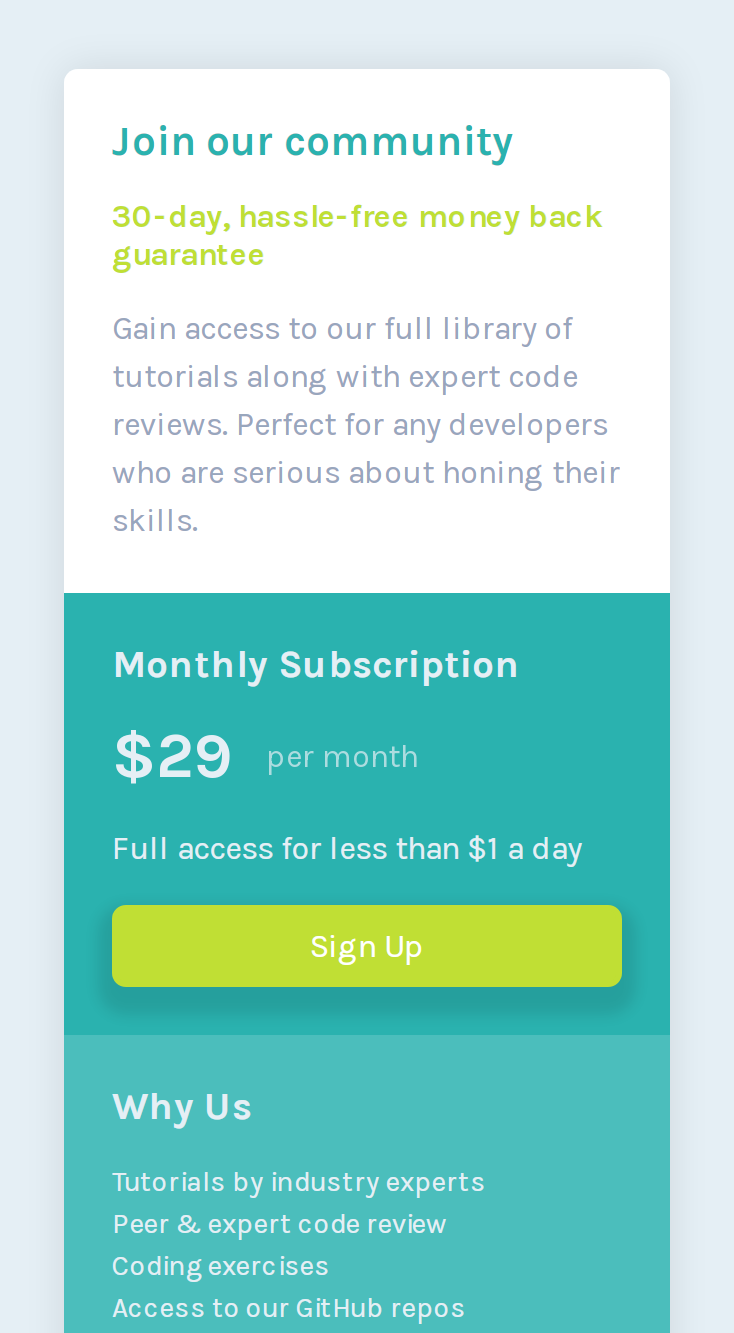 Join our community
30-day, hassle-free money back
guarantee
Gain access to our full library of
tutorials along with expert code
reviews. Perfect for any developers
who are serious about honing their
skills.
Monthly Subscription
$29 per month
Full access for less than $1 a day
Sign Up
Why Us
Tutorials by industry experts
Peer & expert code review
Coding exercises
Access to our GitHub repos